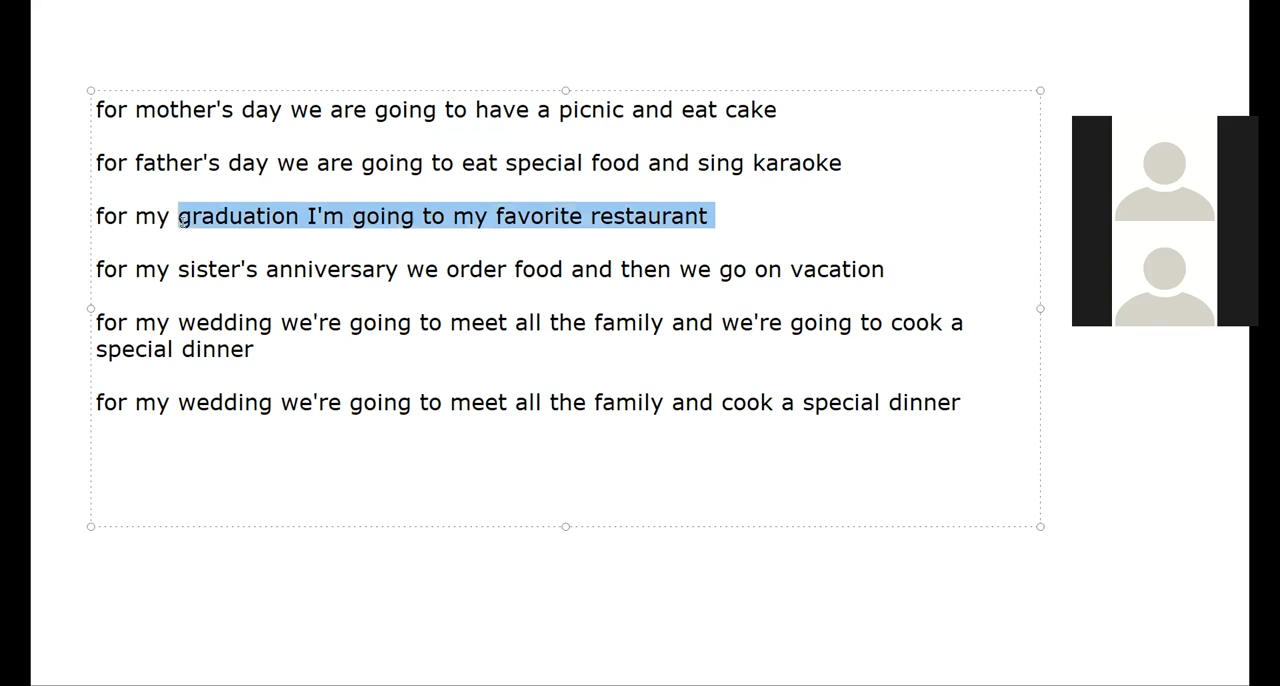 for mother's day we are going to have a picnic and eat cake
for father's day we are going to eat special food and sing karaoke
for my graduation I'm going to my favorite restaurant
for my sister's anniversary we order food and then we go on vacation
for my wedding we're going to meet all the family and we're going to cook a
special dinner
for my wedding we're going to meet all the family and cook a special dinner